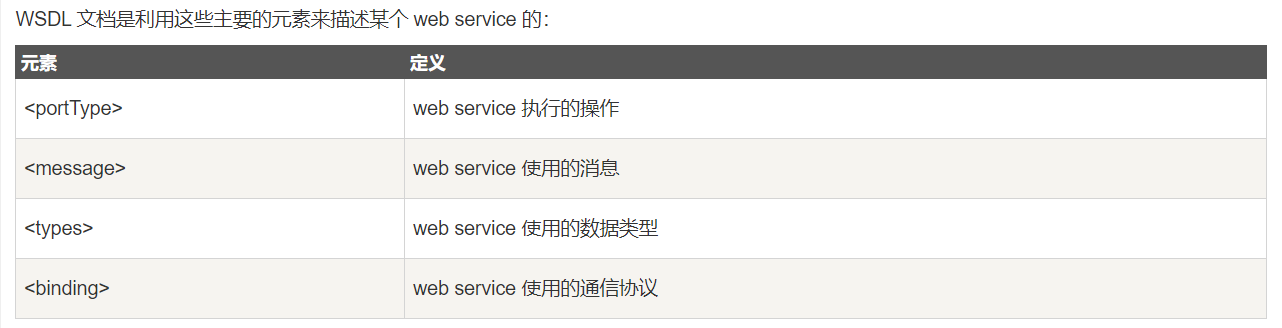 WSDL 文档是利用这些主要的元素来描述某个 web service 的：
元素 定义
<portType> web service 执行的操作
<message> web service 使用的消息
<types> web service 使用的数据类型
<binding> web service 使用的通信协议